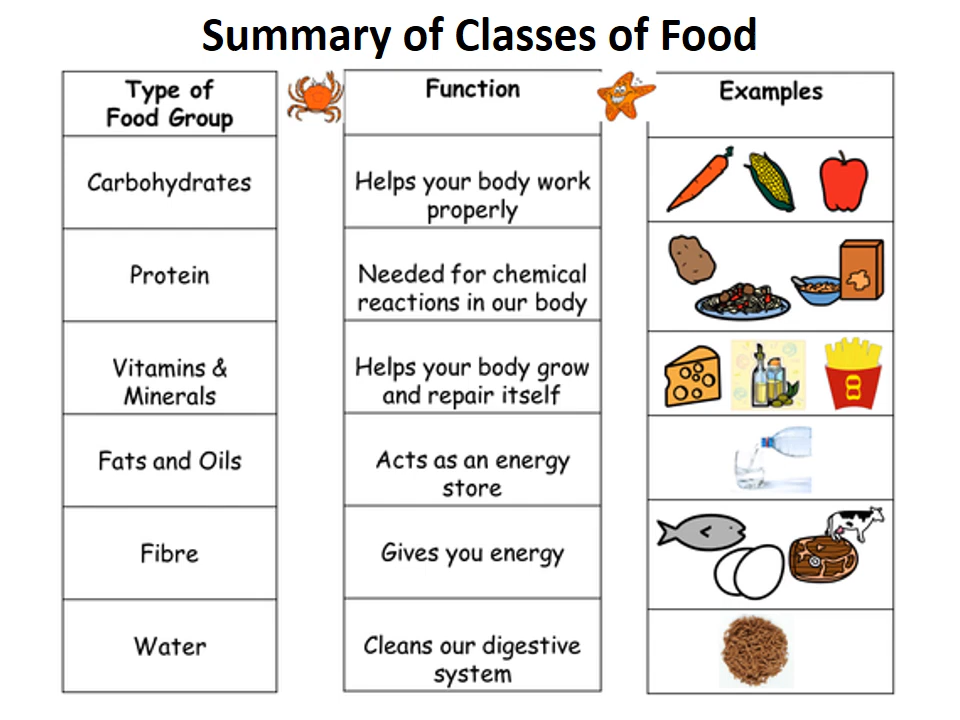 Summary of Classes of Food
Type of
Food Group
Function
Examples
Carbohydrates
Helps your body work
properly
Protein
Needed for chemical
reactions in our body
Vitamins &
Minerals
Helps your body grow
and repair itself
Fats and Oils
Acts as an energy
store
Fibre
Gives you energy
Water
Cleans our digestive
system